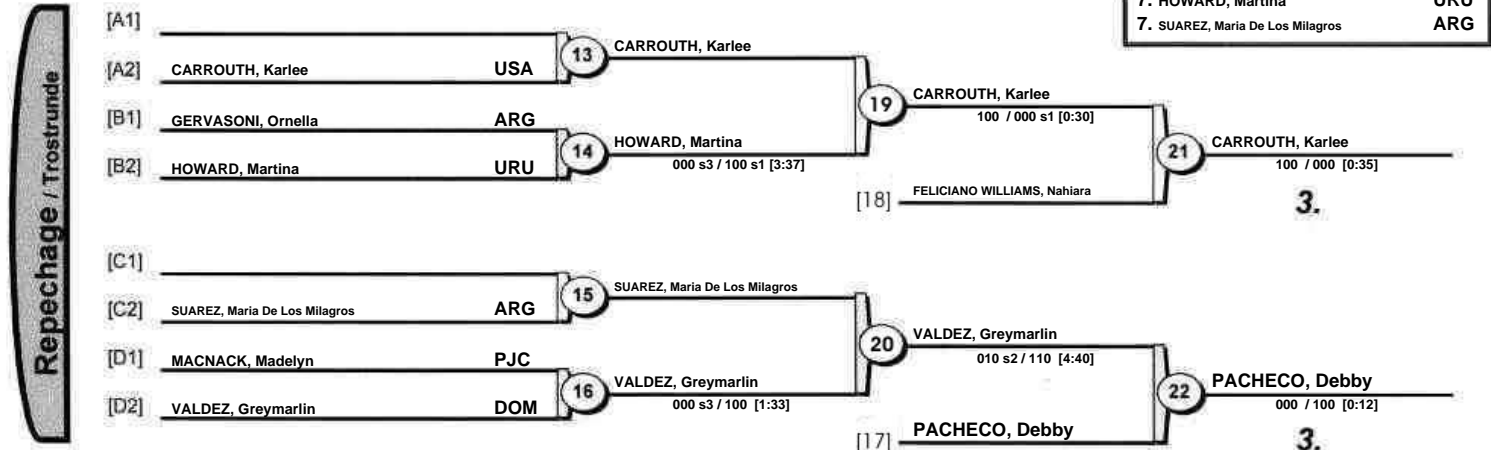 7. HOWARD, Martina URU
7. SUAREZ, Maria De Los Milagros ARG
Repechage / Trostrunde
[A1]
[A2] CARROUTH, Karlee USA
13 CARROUTH, Karlee
[B1] GERVASONI, Ornella ARG
[B2] HOWARD, Martina URU
14 HOWARD, Martina
000 s3 / 100 s1 [3:37]
19 CARROUTH, Karlee
100 / 000 s1 [0:30]
[18] FELICIANO WILLIAMS, Nahiara
21 CARROUTH, Karlee
100 / 000 [0:35]
3.
[C1]
[C2] SUAREZ, Maria De Los Milagros ARG
15 SUAREZ, Maria De Los Milagros
[D1] MACNACK, Madelyn PJC
[D2] VALDEZ, Greymarlin DOM
16 VALDEZ, Greymarlin
000 s3 / 100 [1:33]
20 VALDEZ, Greymarlin
010 s2 / 110 [4:40]
[17] PACHECO, Debby
22 PACHECO, Debby
000 / 100 [0:12]
3.